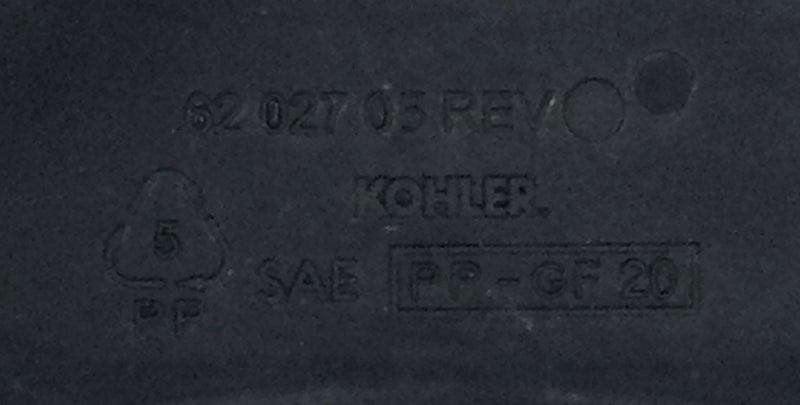 62 027 05 REV
KOHLER.
5
PP
SAE PP-GF 20